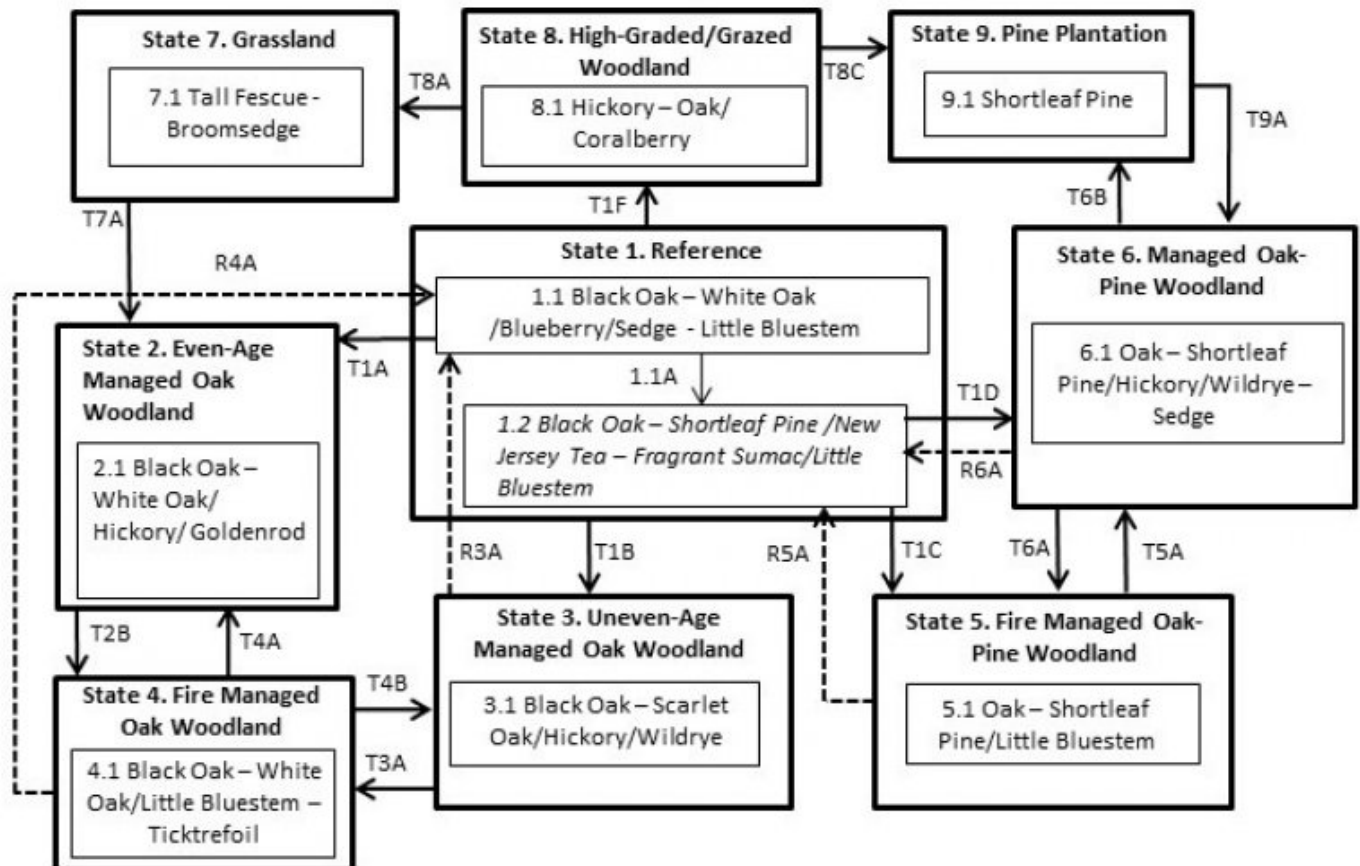 State 7. Grassland
7.1 Tall Fescue -
Broomsedge
T8A
State 8. High-Graded/Grazed
Woodland
8.1 Hickory – Oak/
Coralberry
T8C
State 9. Pine Plantation
9.1 Shortleaf Pine
T9A
T7A
T1F
T6B
R4A
State 1. Reference
1.1 Black Oak – White Oak
/Blueberry/Sedge - Little Bluestem
1.1A
1.2 Black Oak – Shortleaf Pine /New
Jersey Tea – Fragrant Sumac/Little
Bluestem
T1A
T1D
R6A
State 6. Managed Oak-
Pine Woodland
6.1 Oak – Shortleaf
Pine/Hickory/Wildrye –
Sedge
State 2. Even-Age
Managed Oak
Woodland
2.1 Black Oak –
White Oak/
Hickory/ Goldenrod
R3A
T1B
R5A
T1C
T6A
T5A
T2B
T4A
State 3. Uneven-Age
Managed Oak Woodland
3.1 Black Oak – Scarlet
Oak/Hickory/Wildrye
State 5. Fire Managed Oak-
Pine Woodland
5.1 Oak – Shortleaf
Pine/Little Bluestem
State 4. Fire Managed
Oak Woodland
4.1 Black Oak – White
Oak/Little Bluestem –
Ticktrefoil
T4B
T3A